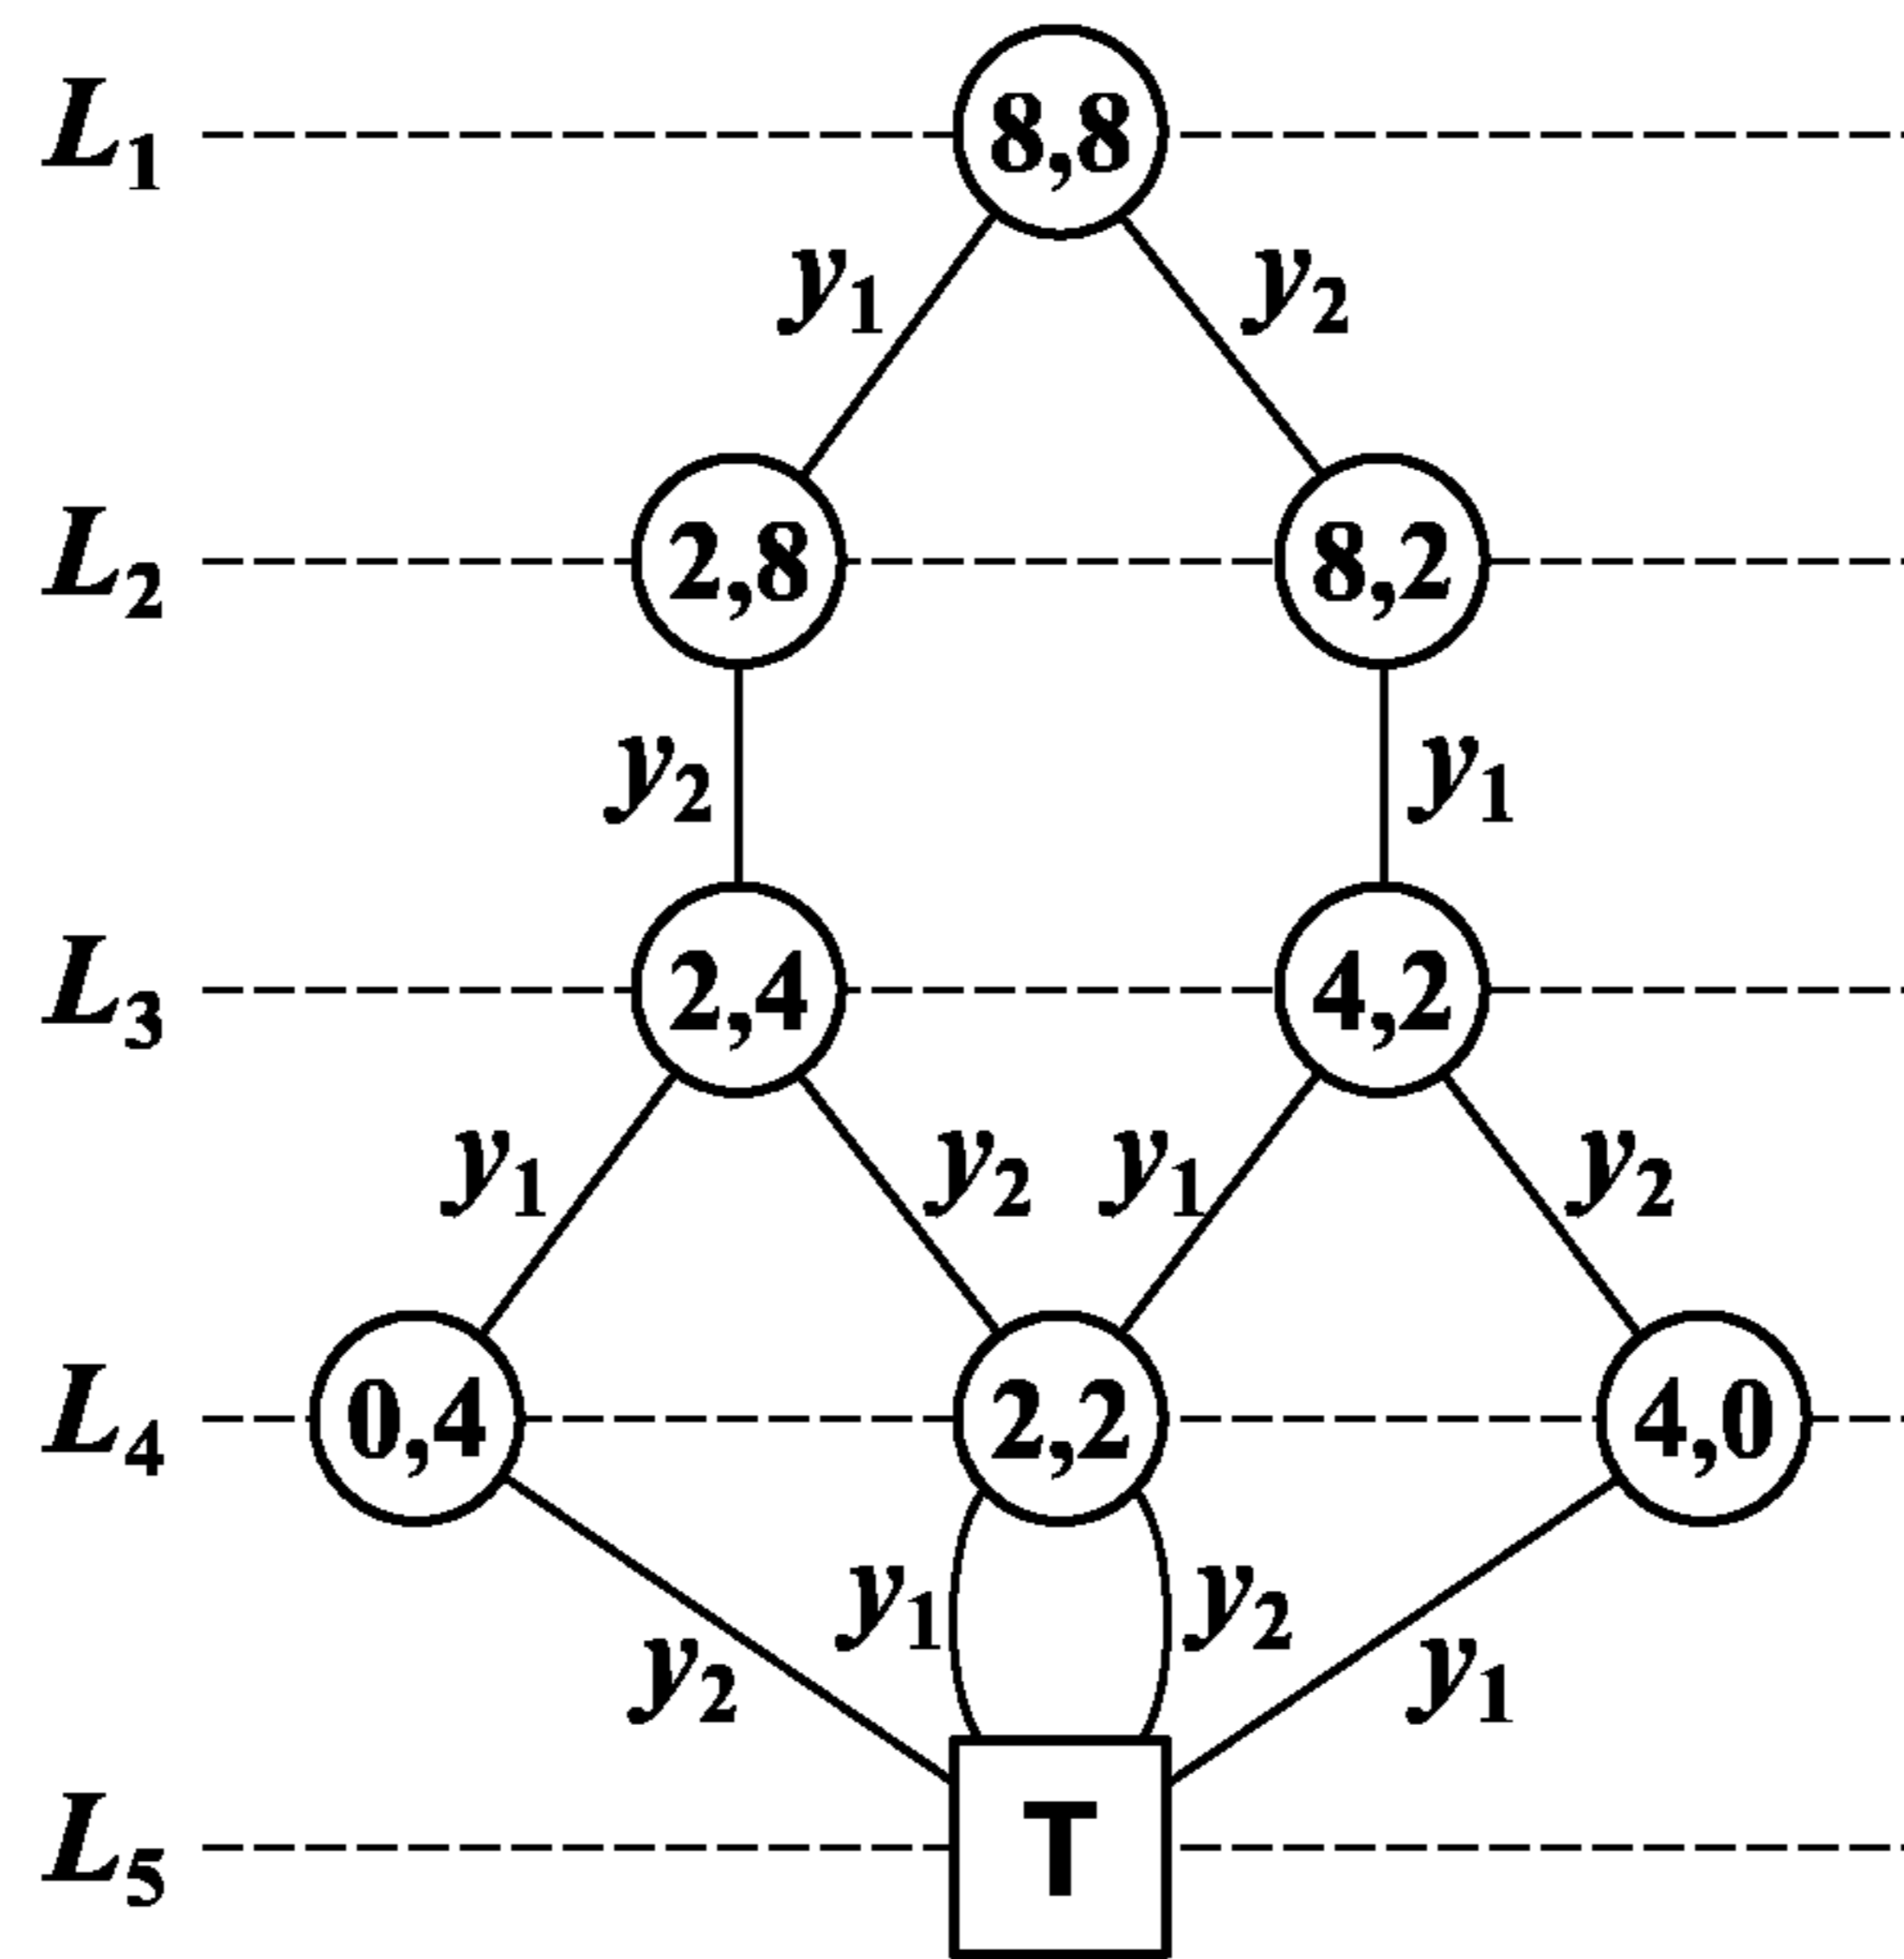 L₁ 8,8
y₁ y₂
L₂ 2,8 8,2
y₂ y₁
L₃ 2,4 4,2
y₁ y₂ y₁ y₂
L₄ 0,4 2,2 4,0
y₂ y₁ y₂ y₁
L₅ T